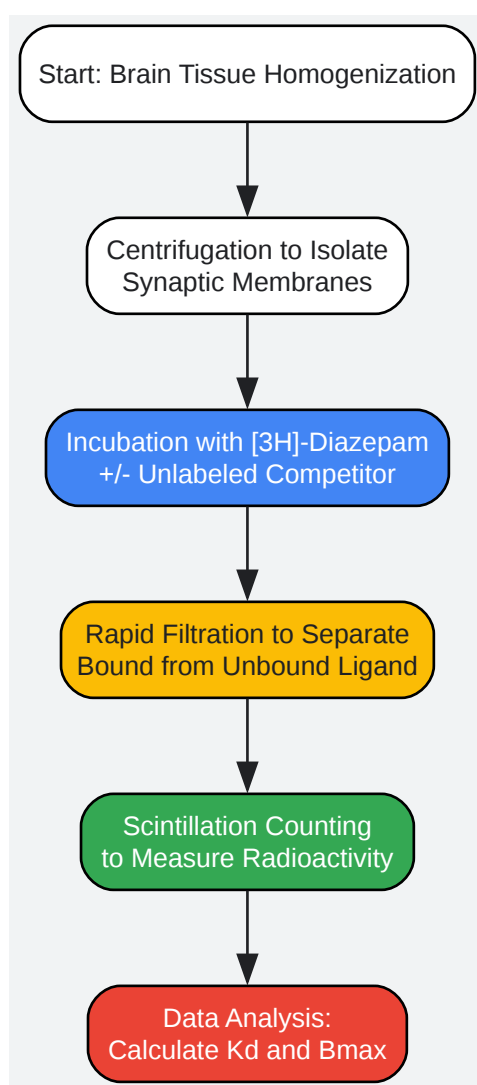 Start: Brain Tissue Homogenization
Centrifugation to Isolate
Synaptic Membranes
Incubation with [3H]-Diazepam
+/- Unlabeled Competitor
Rapid Filtration to Separate
Bound from Unbound Ligand
Scintillation Counting
to Measure Radioactivity
Data Analysis:
Calculate Kd and Bmax